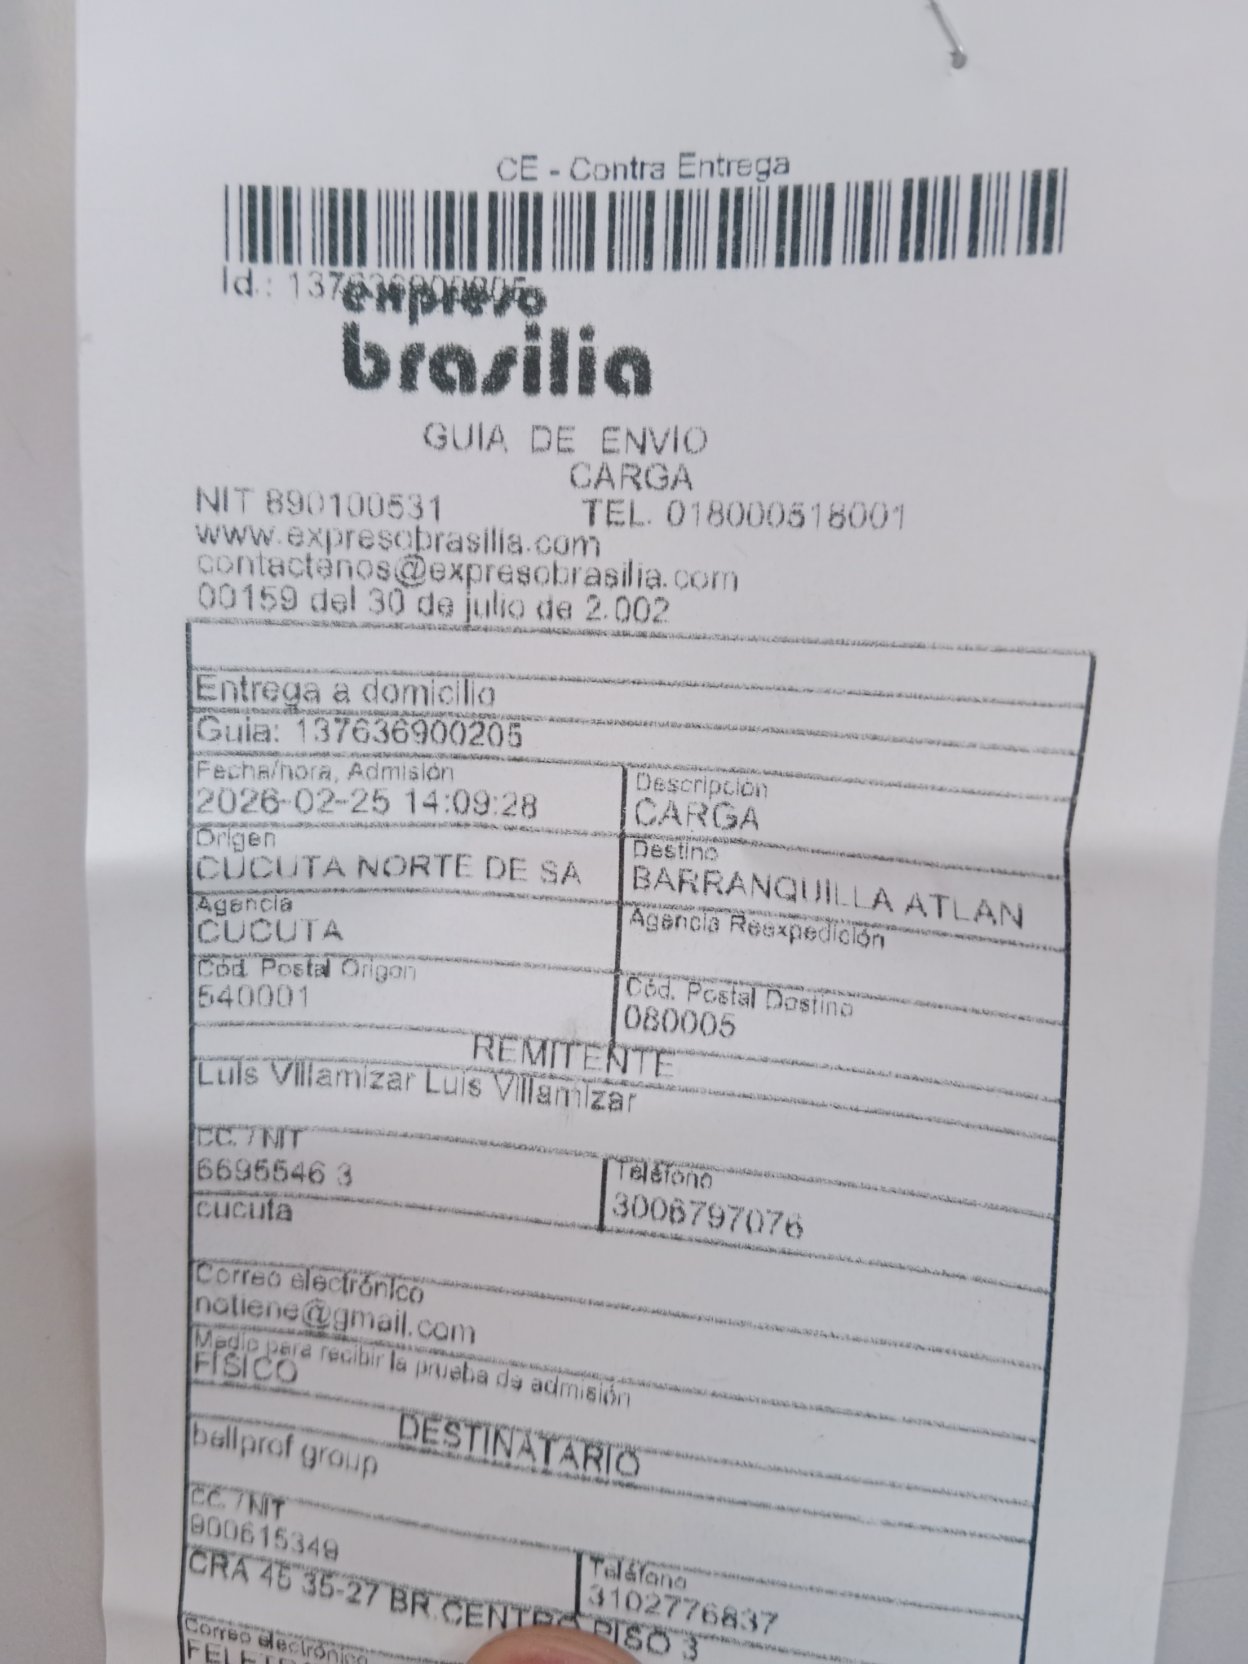 CE - Contra Entrega
Id.: 137636900205
expreso
brasilia
GUIA DE ENVIO
CARGA
NIT 890100531 TEL. 018000518001
www.expresobrasilia.com
contactenos@expresobrasilia.com
00159 del 30 de julio de 2.002
Entrega a domicilio
Guia: 137636900205
Fecha/hora, Admisión Descripción
2026-02-25 14:09:28 CARGA
Origen Destino
CUCUTA NORTE DE SA BARRANQUILLA ATLAN
Agencia Agencia Reexpedición
CUCUTA
Cód. Postal Origen Cód. Postal Destino
540001 080005
REMITENTE
Luis Villamizar Luis Villamizar
CC. / NIT Teléfono
6695546 3 3006797076
cucuta
Correo electrónico
notiene@gmail.com
Medio para recibir la prueba de admisión
FÍSICO
DESTINATARIO
bellprof group
CC. / NIT Teléfono
900615349 3102776837
CRA 45 35-27 BR.CENTRO PISO 3
Correo electrónico